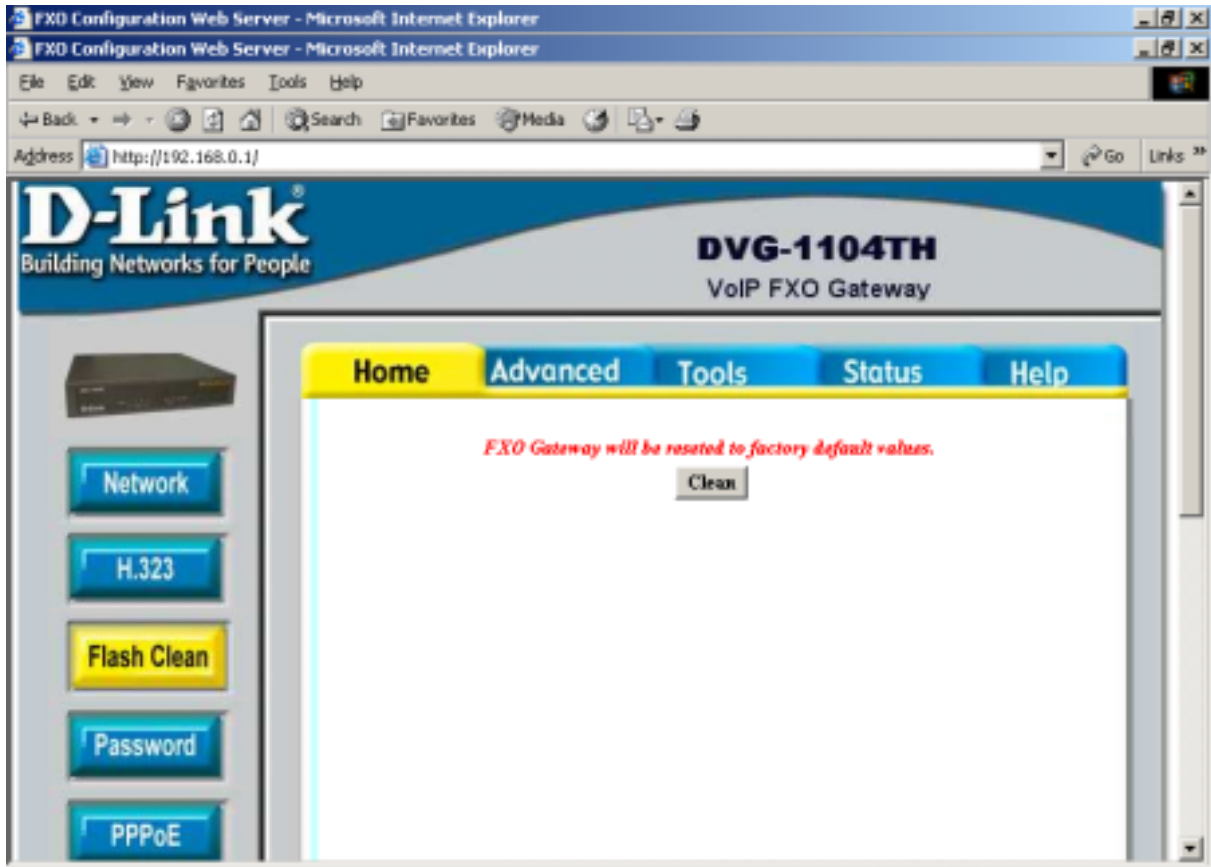 FXO Configuration Web Server - Microsoft Internet Explorer
FXO Configuration Web Server - Microsoft Internet Explorer
File Edit View Favorites Tools Help
Back Search Favorites Media
Address http://192.168.0.1/ Go Links »
D-Link®
Building Networks for People
DVG-1104TH
VoIP FXO Gateway
Home Advanced Tools Status Help
FXO Gateway will be reseted to factory default values.
Clean
Network
H.323
Flash Clean
Password
PPPoE